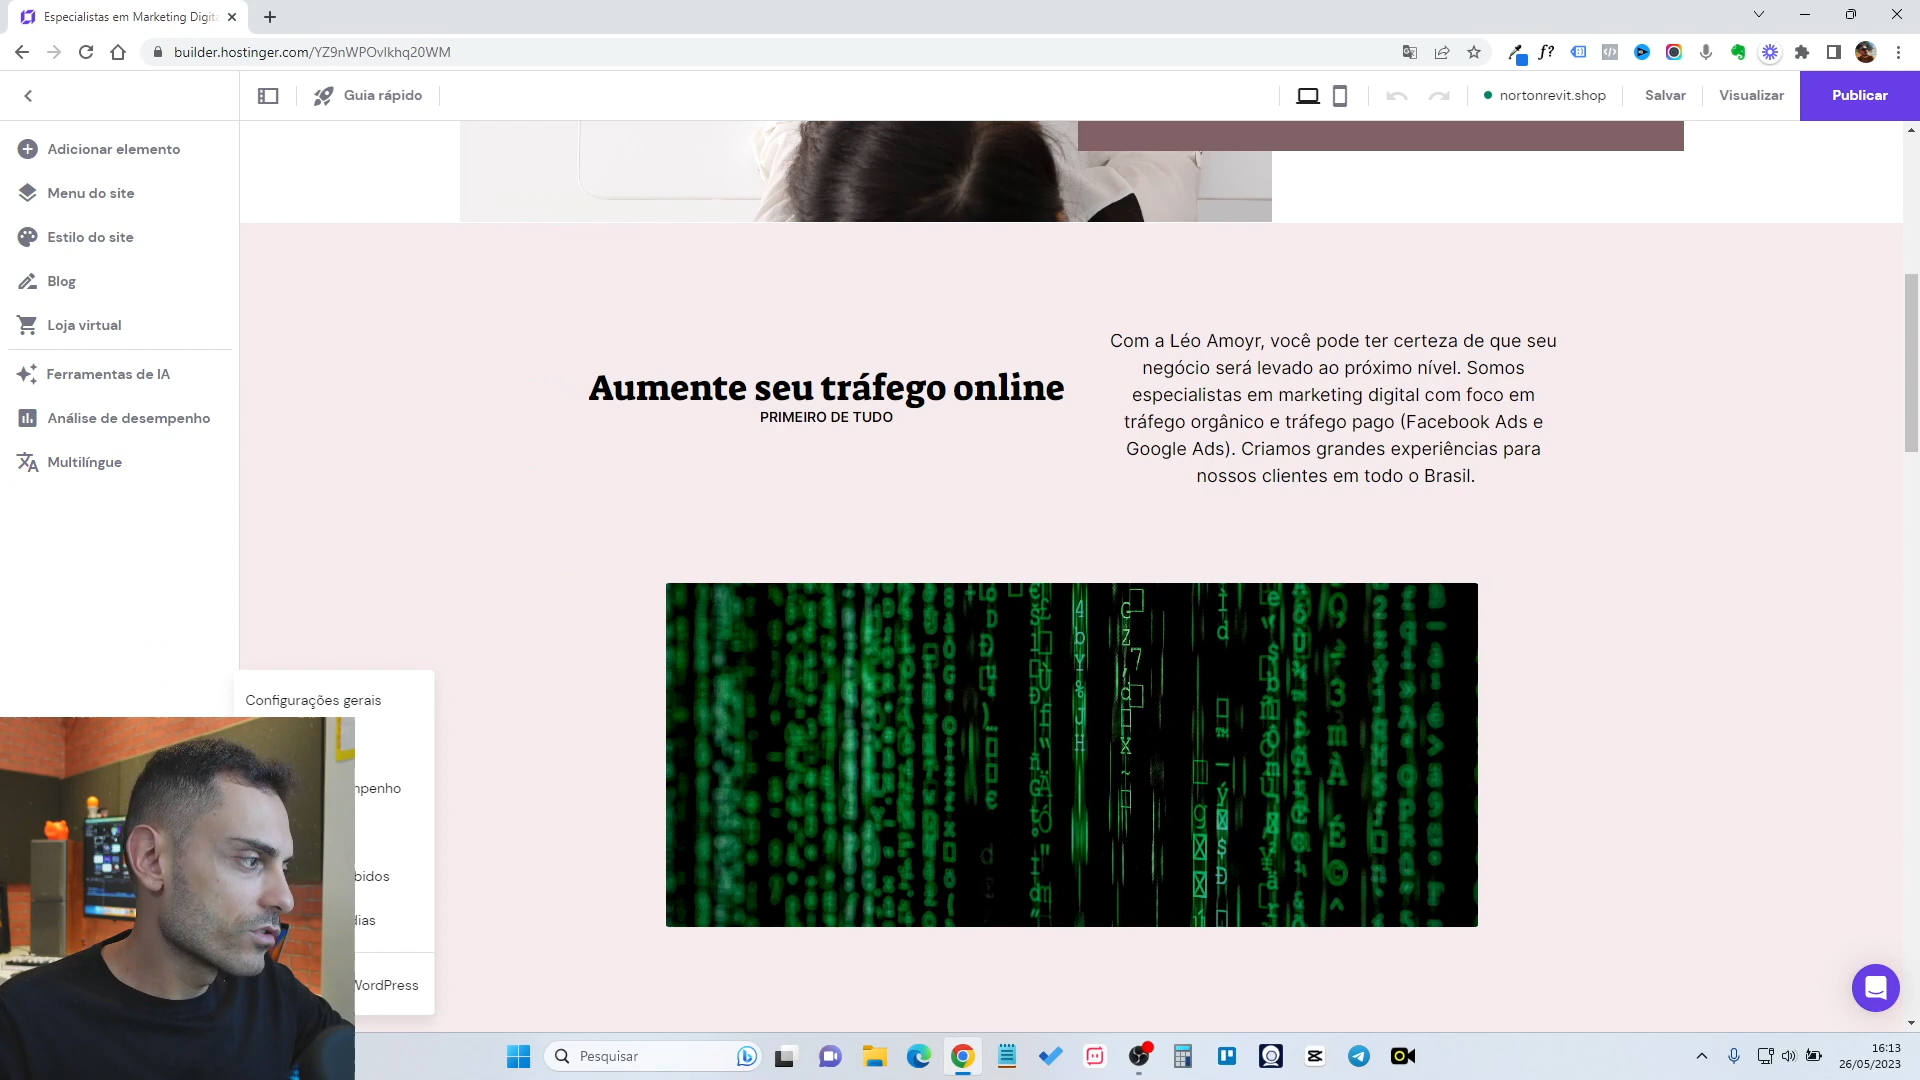 Especialistas em Marketing Digita
builder.hostinger.com/YZ9nWPOvlkhq20WM
Guia rápido
nortonrevit.shop
Salvar
Visualizar
Publicar
Adicionar elemento
Menu do site
Estilo do site
Blog
Loja virtual
Ferramentas de IA
Análise de desempenho
Multilíngue
Aumente seu tráfego online
PRIMEIRO DE TUDO
Com a Léo Amoyr, você pode ter certeza de que seu
negócio será levado ao próximo nível. Somos
especialistas em marketing digital com foco em
tráfego orgânico e tráfego pago (Facebook Ads e
Google Ads). Criamos grandes experiências para
nossos clientes em todo o Brasil.
Configurações gerais
WordPress
Pesquisar
16:13
26/05/2023